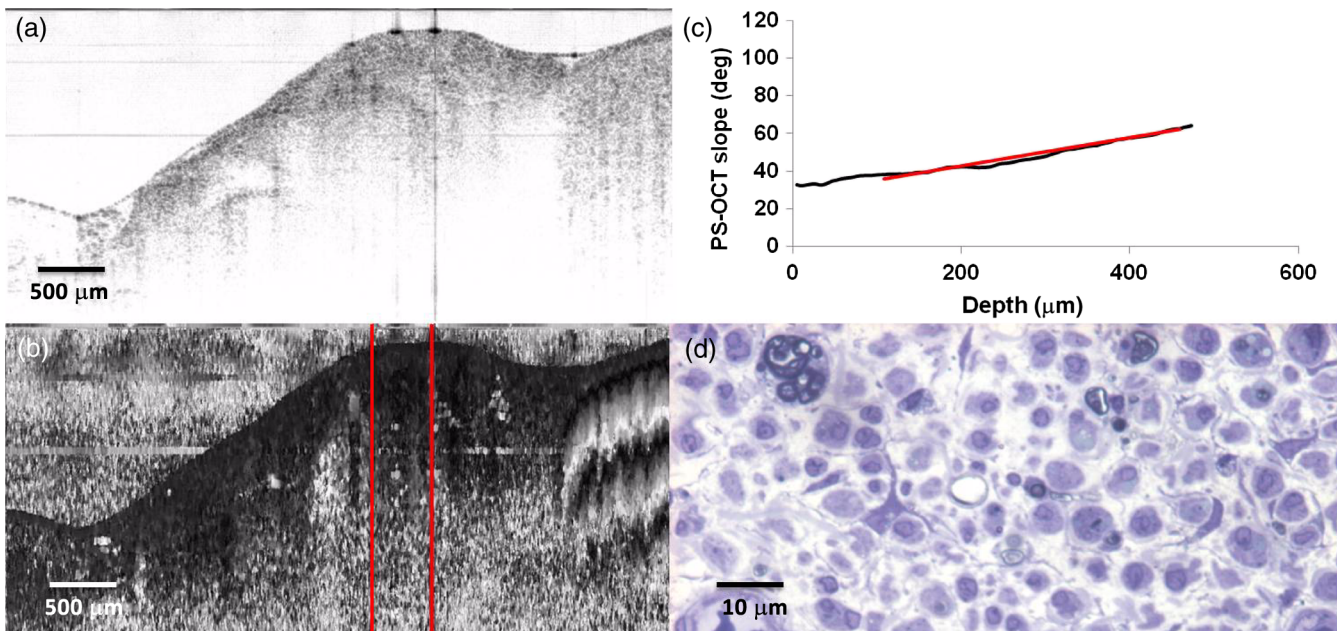 (a)
500 μm
(b)
500 μm
(c)
PS-OCT slope (deg)
120
100
80
60
40
20
0
0
200
400
600
Depth (μm)
(d)
10 μm